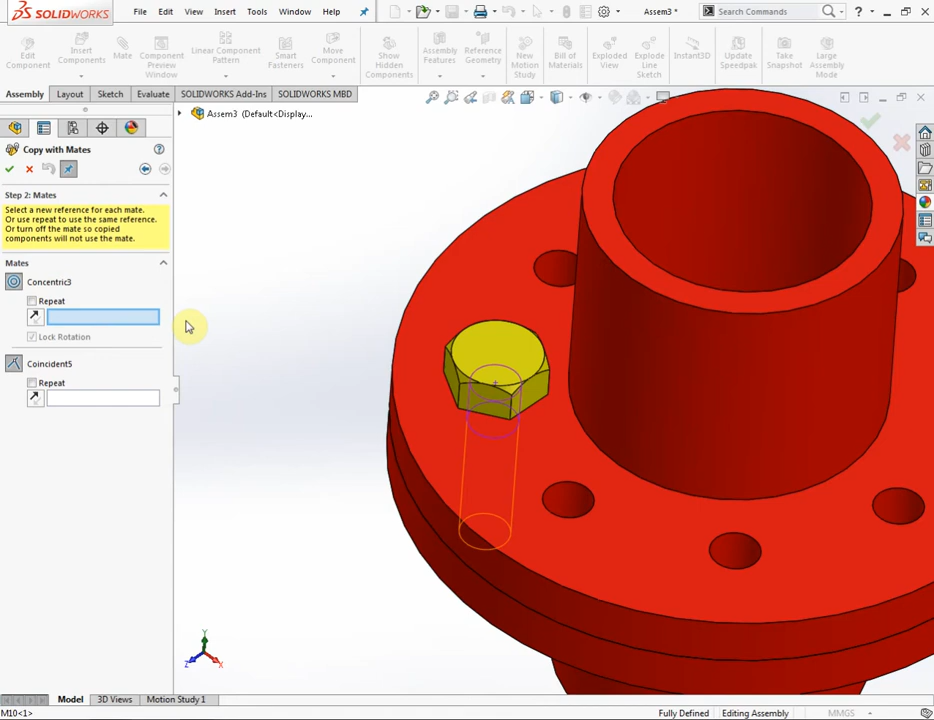 SOLIDWORKS File Edit View Insert Tools Window Help Assem3 * Search Commands ?
Edit Component
Insert Components
Mate
Component Preview Window
Linear Component Pattern
Smart Fasteners
Move Component
Show Hidden Components
Assembly Features
Reference Geometry
New Motion Study
Bill of Materials
Exploded View
Explode Line Sketch
Instant3D
Update Speedpak
Take Snapshot
Large Assembly Mode
Assembly Layout Sketch Evaluate SOLIDWORKS Add-Ins SOLIDWORKS MBD
Assem3 (Default<Display...
Copy with Mates ?
Step 2: Mates
Select a new reference for each mate.
Or use repeat to use the same reference.
Or turn off the mate so copied
components will not use the mate.
Mates
Concentric3
Repeat
Lock Rotation
Coincident5
Repeat
Y
Z X
Model 3D Views Motion Study 1
M10<1> Fully Defined Editing Assembly MMGS